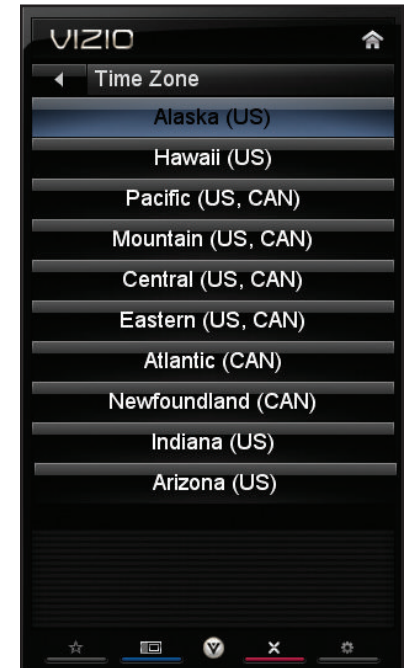 VIZIO
Time Zone
Alaska (US)
Hawaii (US)
Pacific (US, CAN)
Mountain (US, CAN)
Central (US, CAN)
Eastern (US, CAN)
Atlantic (CAN)
Newfoundland (CAN)
Indiana (US)
Arizona (US)
V